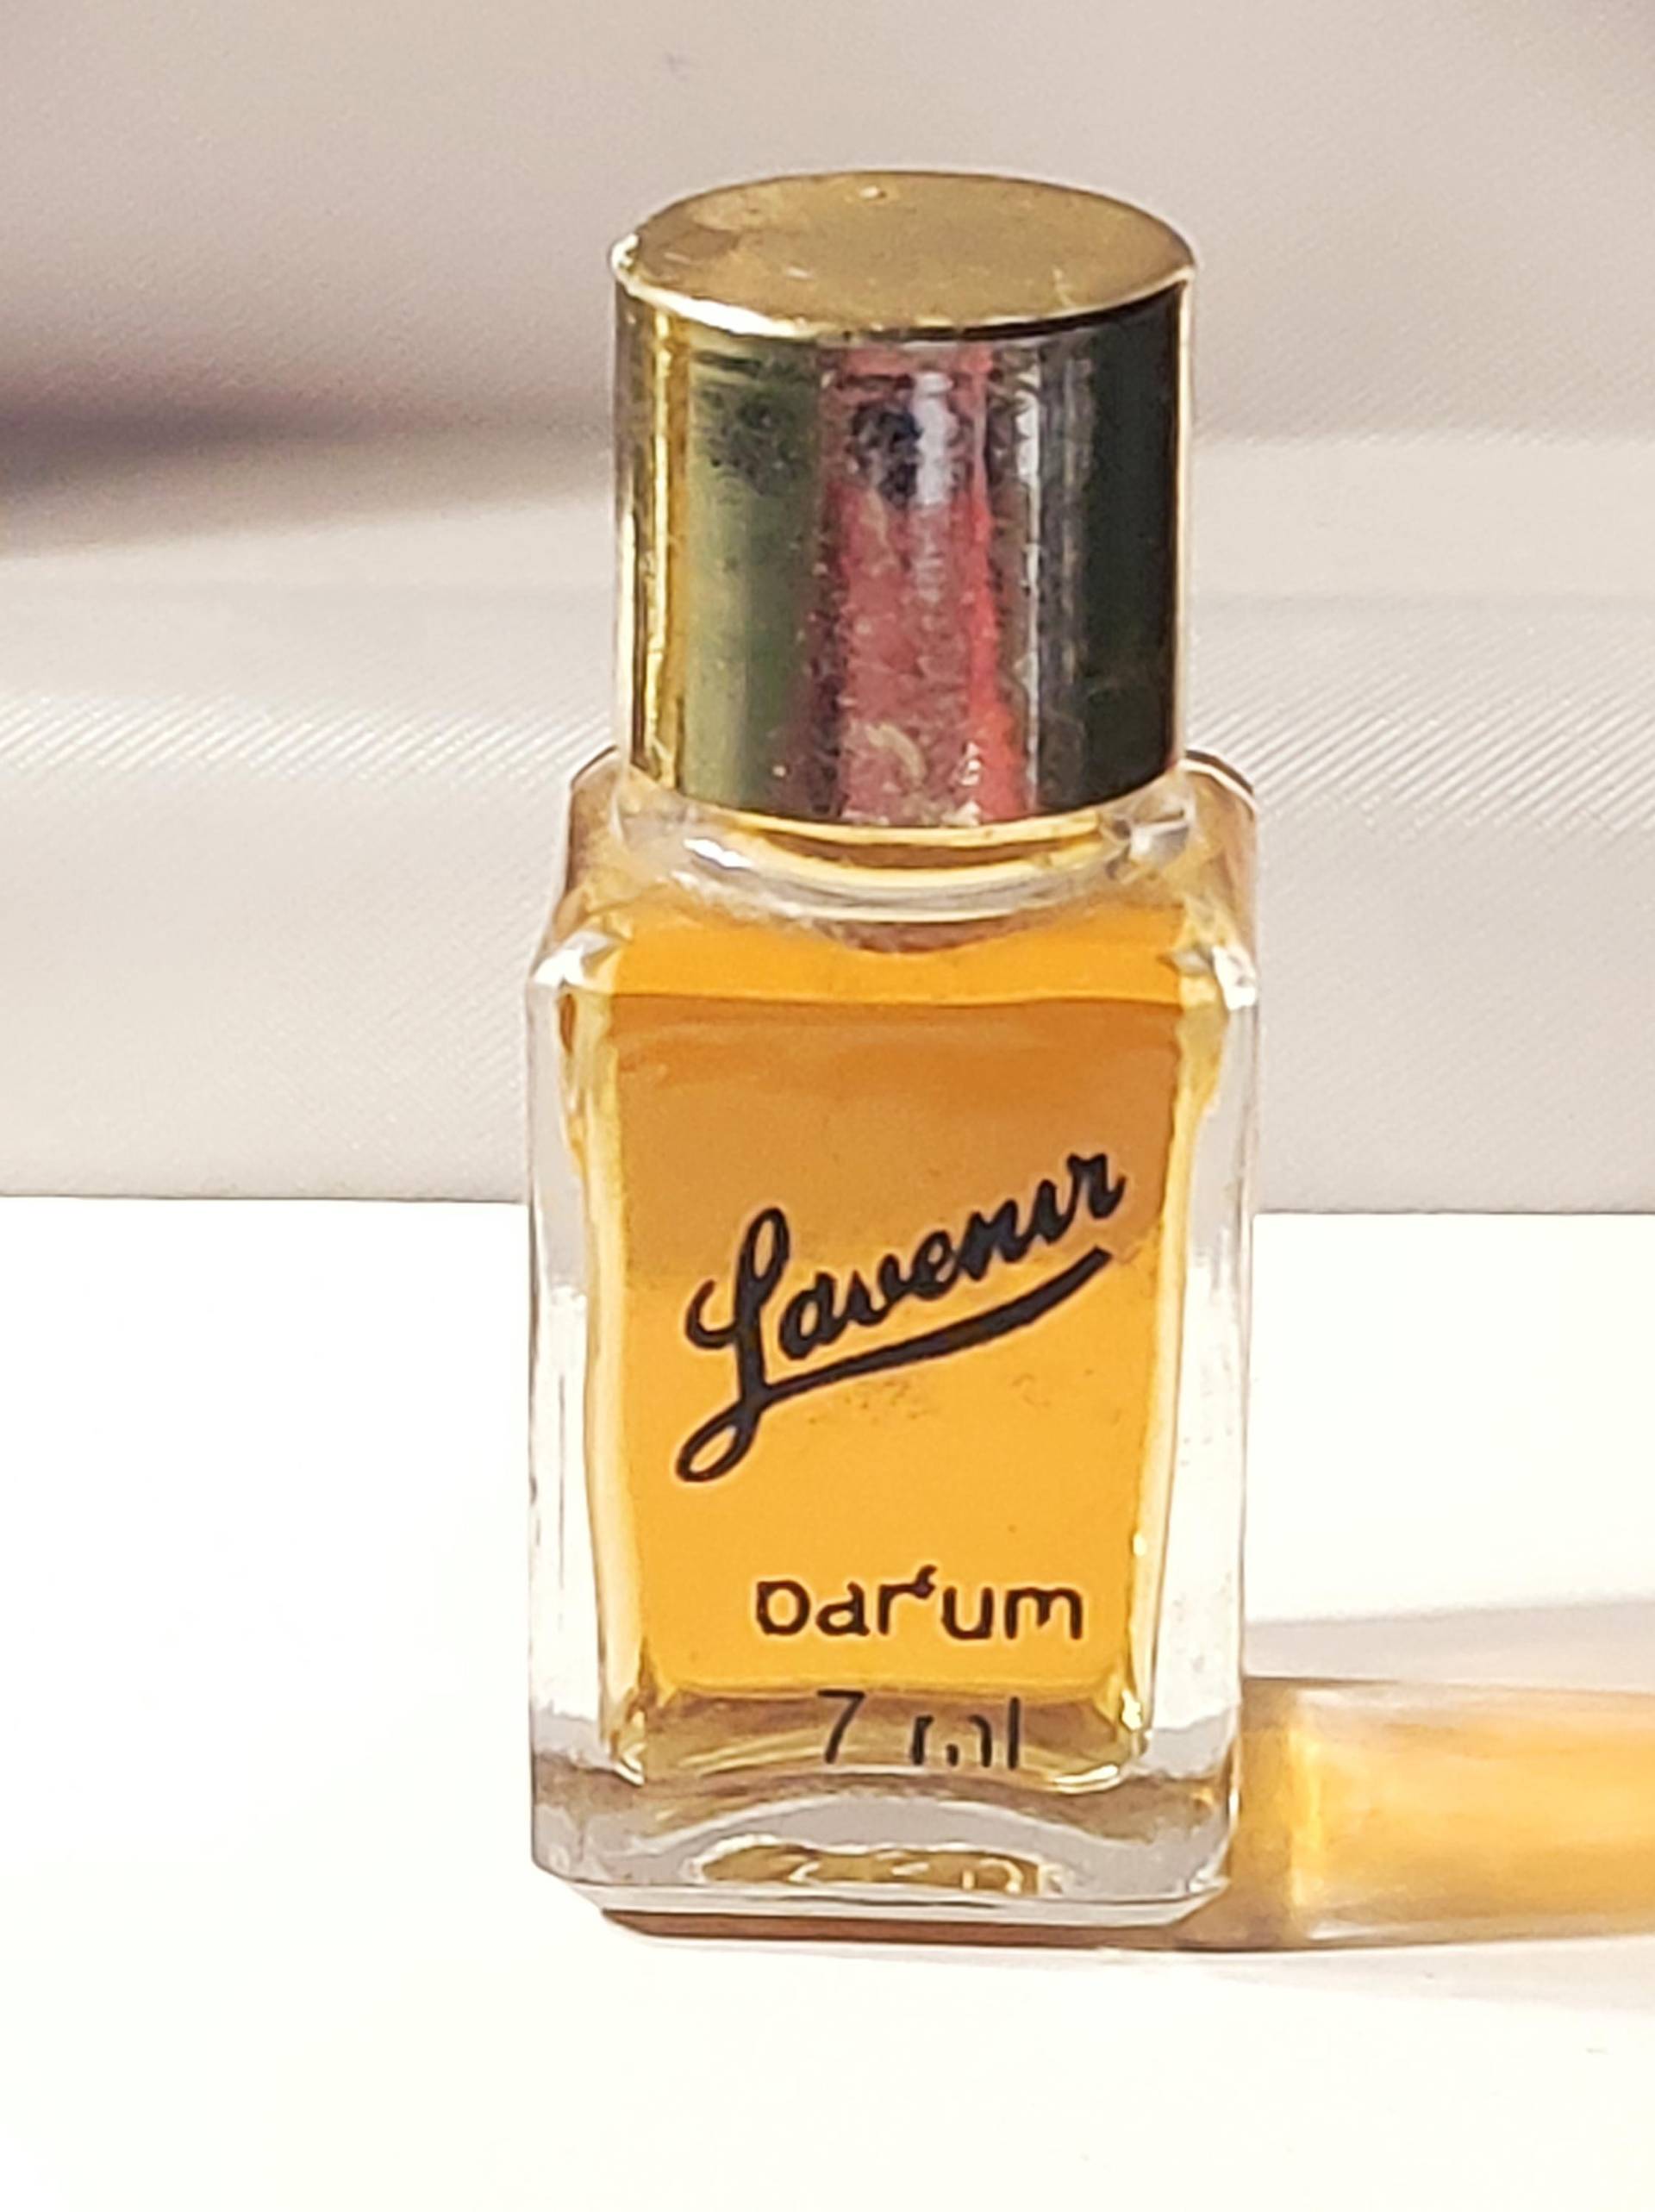 Lavenir
parfum
7 ml